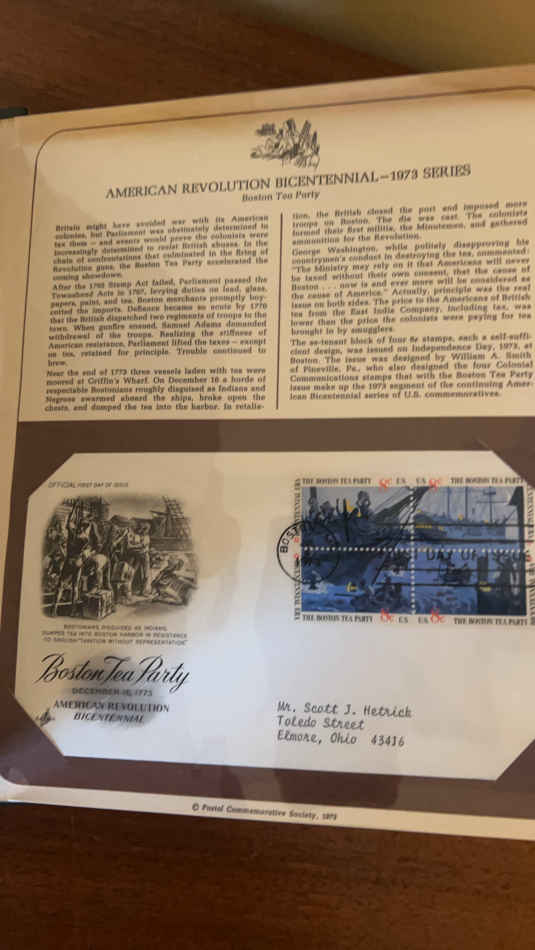 AMERICAN REVOLUTION BICENTENNIAL—1973 SERIES
Boston Tea Party
Britain might have avoided war with its American
colonies, but Parliament was obstinately determined to
tax them — and events would prove the colonists were
increasingly determined to resist British abuses. In the
chain of confrontations that culminated in the firing of
Revolution guns, the Boston Tea Party accelerated the
coming showdown.
After the 1765 Stamp Act failed, Parliament passed the
Townshend Acts in 1767, levying duties on lead, glass,
papers, paint, and tea. Boston merchants promptly boy-
cotted the imports. Defiance became so acute by 1770
that the British dispatched two regiments of troops to the
town. When gunfire ensued, Samuel Adams demanded
withdrawal of the troops. Realizing the stiffness of
American resistance, Parliament lifted the taxes — except
on tea, retained for principle. Trouble continued to
brew.
Near the end of 1773 three vessels laden with tea were
moored at Griffin's Wharf. On December 16 a horde of
respectable Bostonians roughly disguised as Indians and
Negroes swarmed aboard the ships, broke open the
chests, and dumped the tea into the harbor. In retalia-
tion, the British closed the port and imposed more
troops on Boston. The die was cast. The colonists
formed their first militia, the Minutemen, and gathered
ammunition for the Revolution.
George Washington, while politely disapproving his
countrymen's conduct in destroying the tea, commented:
"The Ministry may rely on it that Americans will never
be taxed without their own consent, that the cause of
Boston . . . now is and ever more will be considered as
the cause of America." Actually, principle was the real
issue on both sides. The price to the Americans of British
tea from the East India Company, including tax, was
lower than the price the colonists were paying for tea
brought in by smugglers.
The se-tenant block of four 8¢ stamps, each a self-suffi-
cient design, was issued on Independence Day, 1973, at
Boston. The issue was designed by William A. Smith
of Pineville, Pa., who also designed the four Colonial
Communications stamps that with the Boston Tea Party
issue make up the 1973 segment of the continuing Amer-
ican Bicentennial series of U.S. commemoratives.
OFFICIAL FIRST DAY OF ISSUE
THE BOSTON TEA PARTY 8c US US 8c THE BOSTON TEA PARTY
BOSTON
DAY OF
THE BOSTON TEA PARTY 8c US US 8c THE BOSTON TEA PARTY
BOSTONIANS, DISGUISED AS INDIANS,
DUMPED TEA INTO BOSTON HARBOR IN RESISTANCE
TO ENGLISH "TAXATION WITHOUT REPRESENTATION"
Boston Tea Party
DECEMBER 16, 1773
AMERICAN REVOLUTION
BICENTENNIAL
Mr. Scott J. Hetrick
Toledo Street
Elmore, Ohio 43416
© Postal Commemorative Society, 1973